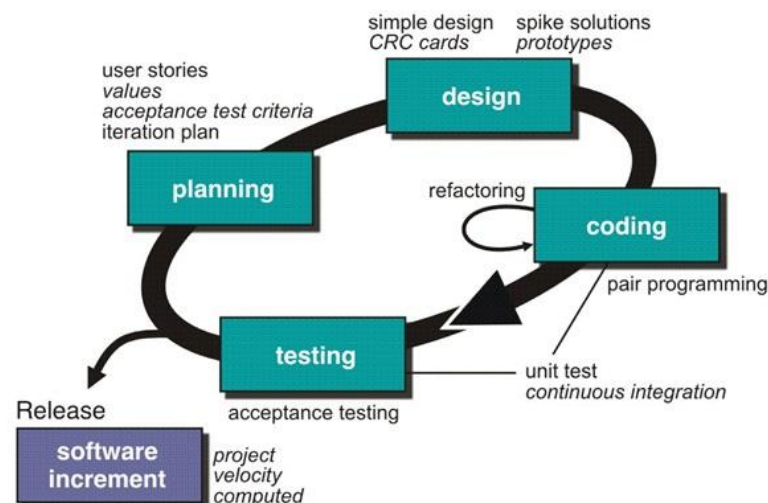 simple design
CRC cards
spike solutions
prototypes
user stories
values
acceptance test criteria
iteration plan
design
planning
refactoring
coding
pair programming
testing
unit test
continuous integration
acceptance testing
Release
software
increment
project
velocity
computed